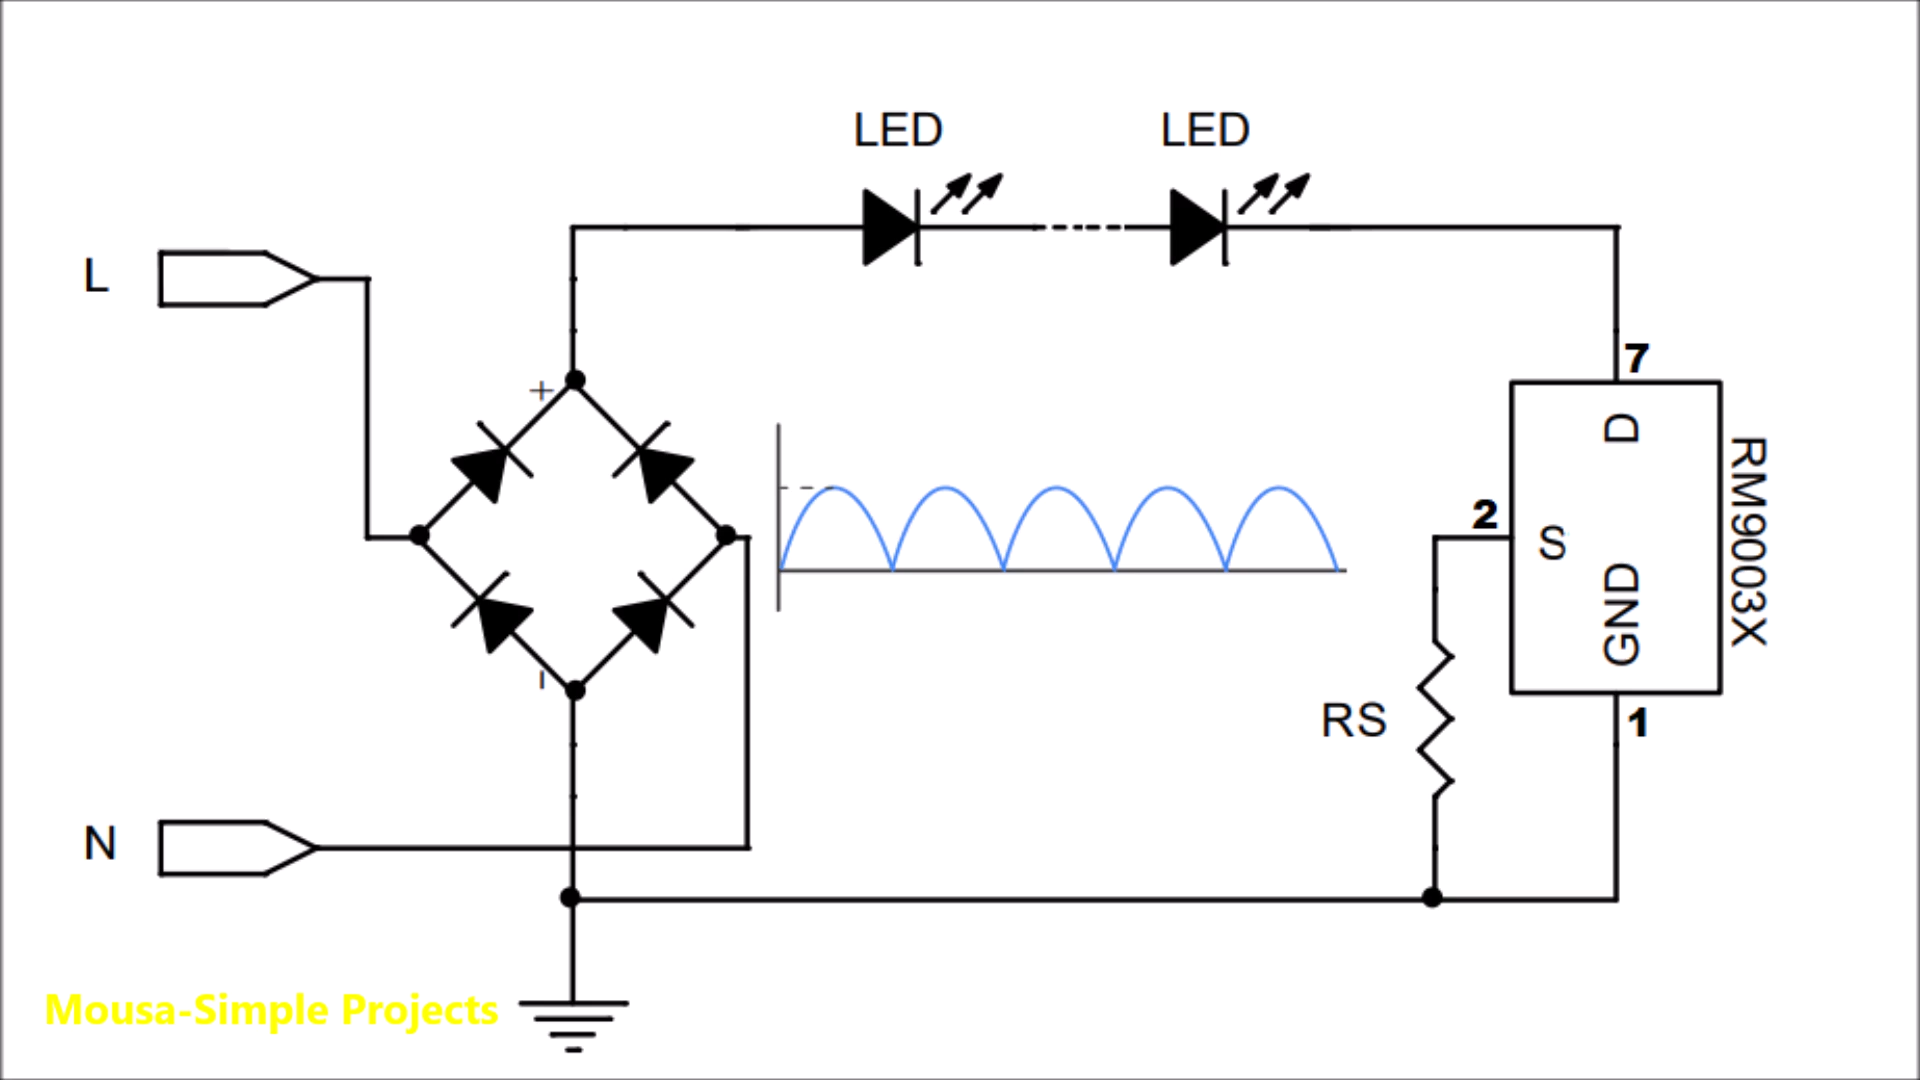 LED
LED
L
7
+
D
RM9003X
2
S
GND
RS
-
1
N
Mousa-Simple Projects